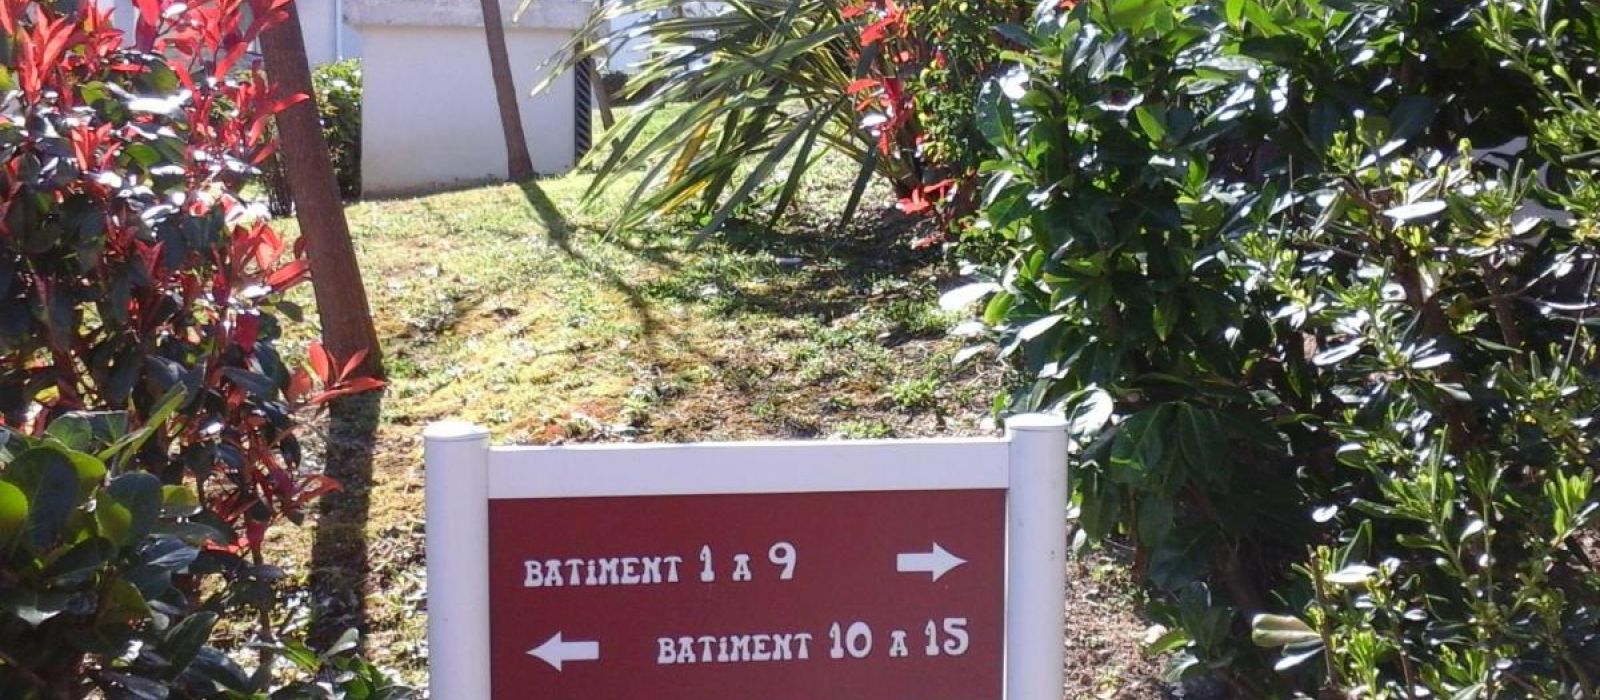 BATiMENT 1 A 9 →
← BATiMENT 10 A 15